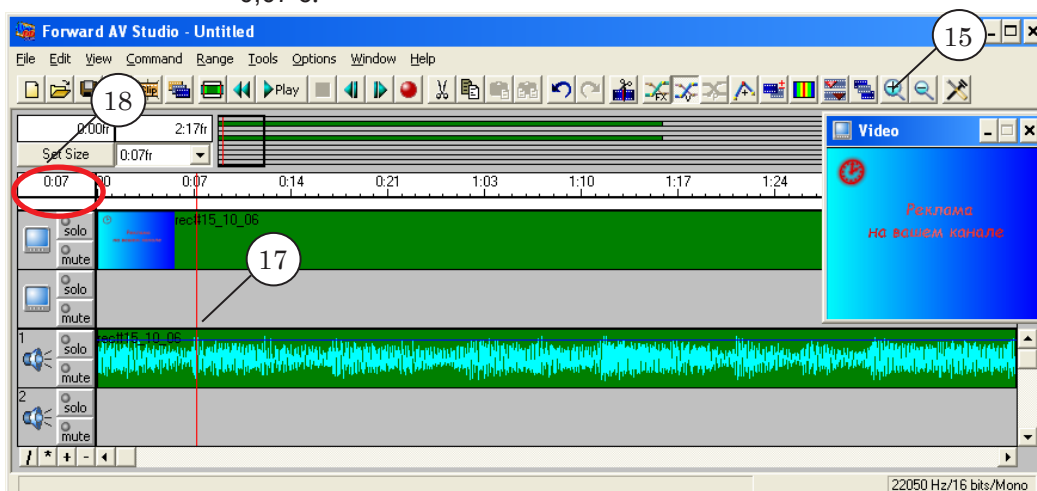 Forward AV Studio - Untitled
15
File Edit View Command Range Tools Options Window Help
Play
18
0:00fr 2:17fr
Video
Set Size 0:07fr
0:07 00 0:07 0:14 0:21 1:03 1:10 1:17 1:24
Реклама
на вашем канале
solo rect#15_10_06
mute
17
solo
mute
1 solo rect#15_10_06
mute
2 solo
mute
/ * + -
22050 Hz/16 bits/Mono